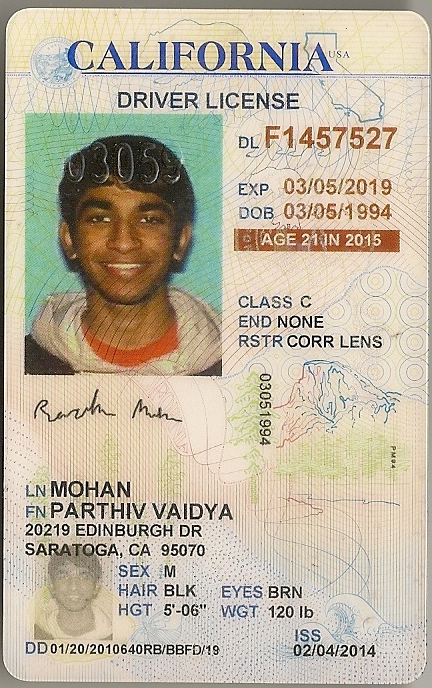 CALIFORNIA USA
DRIVER LICENSE
DL F1457527
03059
EXP 03/05/2019
DOB 03/05/1994
AGE 21 IN 2015
CLASS C
END NONE
RSTR CORR LENS
03051994
LN MOHAN
FN PARTHIV VAIDYA
20219 EDINBURGH DR
SARATOGA, CA 95070
SEX M
HAIR BLK EYES BRN
HGT 5'-06" WGT 120 lb
ISS
DD 01/20/2010640RB/BBFD/19 02/04/2014